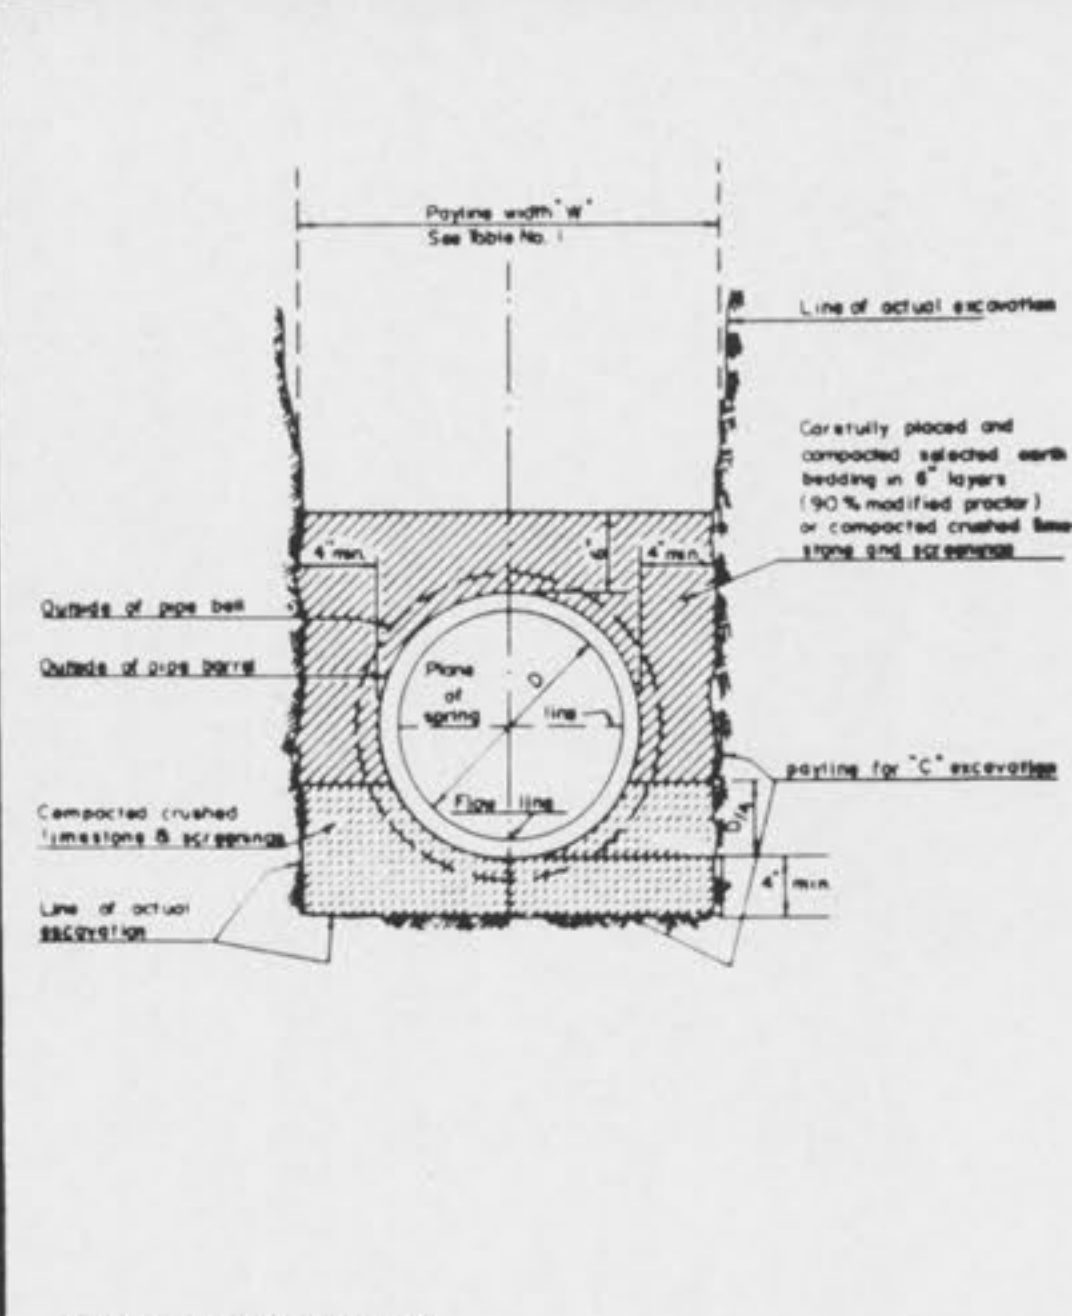 Payline width "W"
See Table No. 1
Line of actual excavation
Carefully placed and
compacted selected earth
bedding in 6" layers
(90% modified proctor)
or compacted crushed lime-
stone and screenings
4" min.
4" min.
Outside of pipe bell
Outside of pipe barrel
Plane
of
spring line
D
payline for "C" excavation
Flow line
Compacted crushed
limestone & screenings
D/4
4" min
Line of actual
excavation